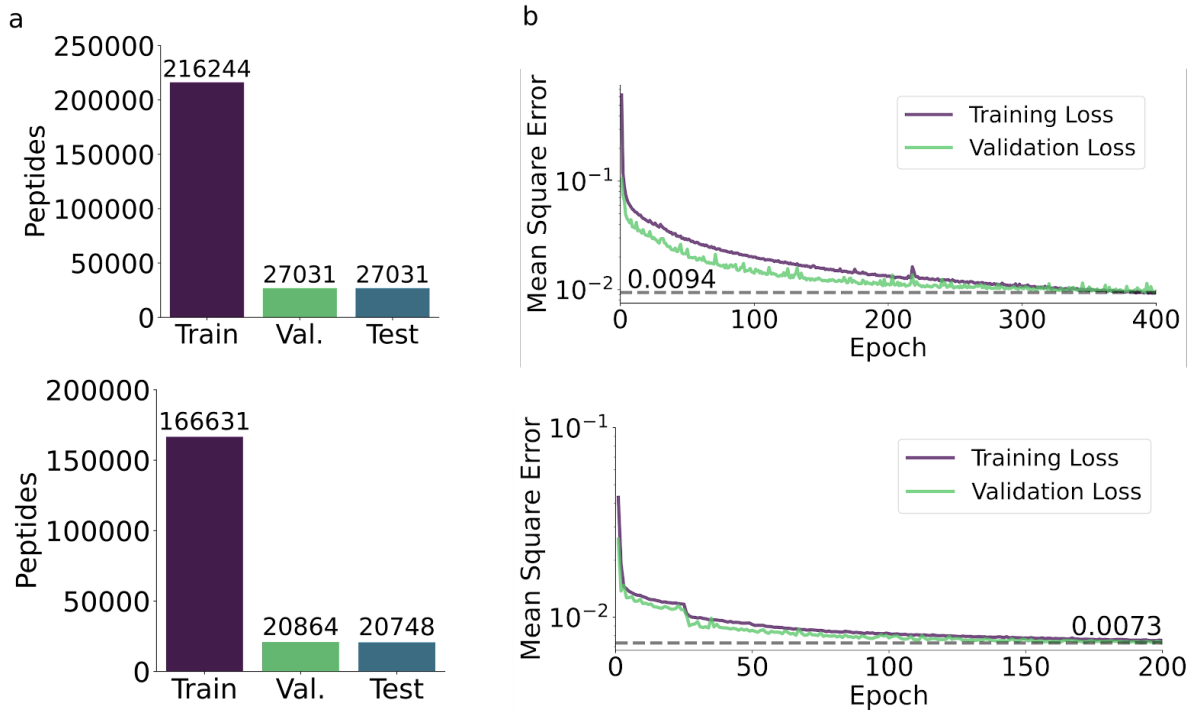 a
250000
200000
150000
100000
50000
0
Peptides
216244
27031
27031
Train
Val.
Test
b
Mean Square Error
10⁻¹
10⁻²
0.0094
Training Loss
Validation Loss
0
100
200
300
400
Epoch
200000
150000
100000
50000
0
Peptides
166631
20864
20748
Train
Val.
Test
Mean Square Error
10⁻¹
10⁻²
Training Loss
Validation Loss
0.0073
0
50
100
150
200
Epoch